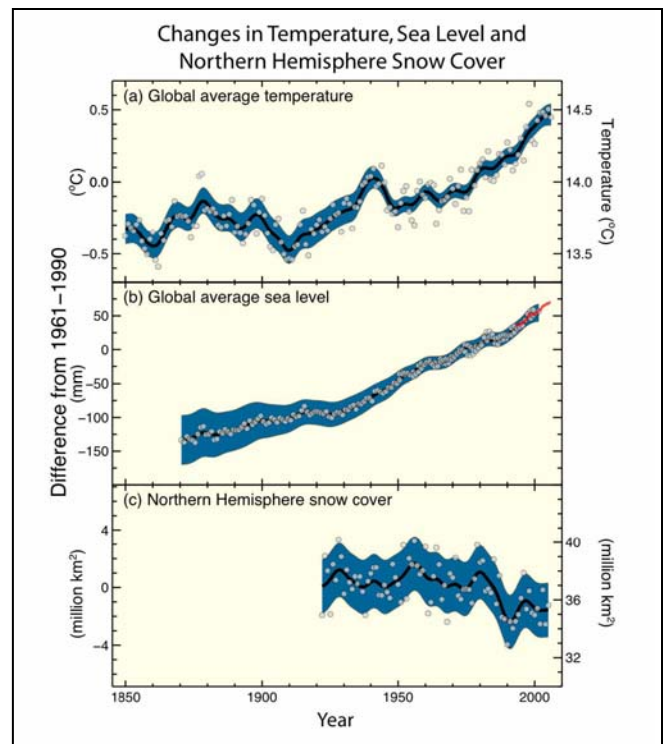 Changes in Temperature, Sea Level and
Northern Hemisphere Snow Cover
(a) Global average temperature
0.5
0.0
−0.5
(°C)
14.5
14.0
13.5
Temperature (°C)
Difference from 1961–1990
(b) Global average sea level
50
0
−50
−100
−150
(mm)
(c) Northern Hemisphere snow cover
4
0
−4
(million km²)
40
36
32
(million km²)
1850
1900
1950
2000
Year